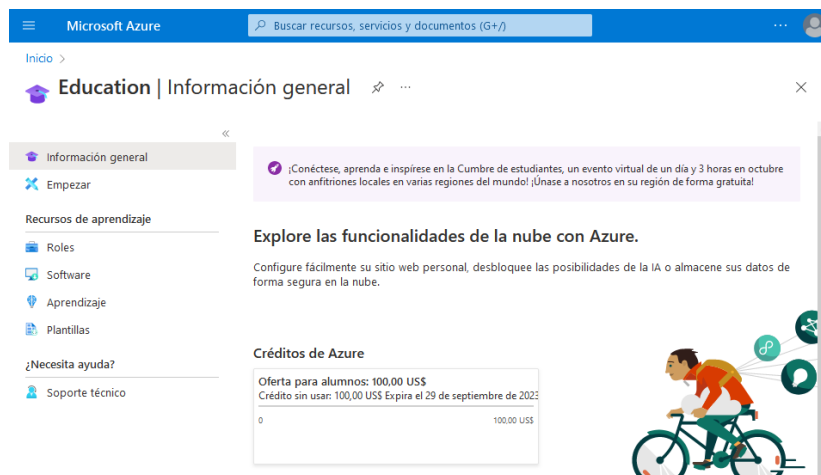 Microsoft Azure
Buscar recursos, servicios y documentos (G+/)
Inicio >
Education | Información general
Información general
Empezar
Recursos de aprendizaje
Roles
Software
Aprendizaje
Plantillas
¿Necesita ayuda?
Soporte técnico
¡Conéctese, aprenda e inspírese en la Cumbre de estudiantes, un evento virtual de un día y 3 horas en octubre
con anfitriones locales en varias regiones del mundo! ¡Únase a nosotros en su región de forma gratuita!
Explore las funcionalidades de la nube con Azure.
Configure fácilmente su sitio web personal, desbloquee las posibilidades de la IA o almacene sus datos de
forma segura en la nube.
Créditos de Azure
Oferta para alumnos: 100,00 US$
Crédito sin usar: 100,00 US$ Expira el 29 de septiembre de 2023
0 100,00 US$